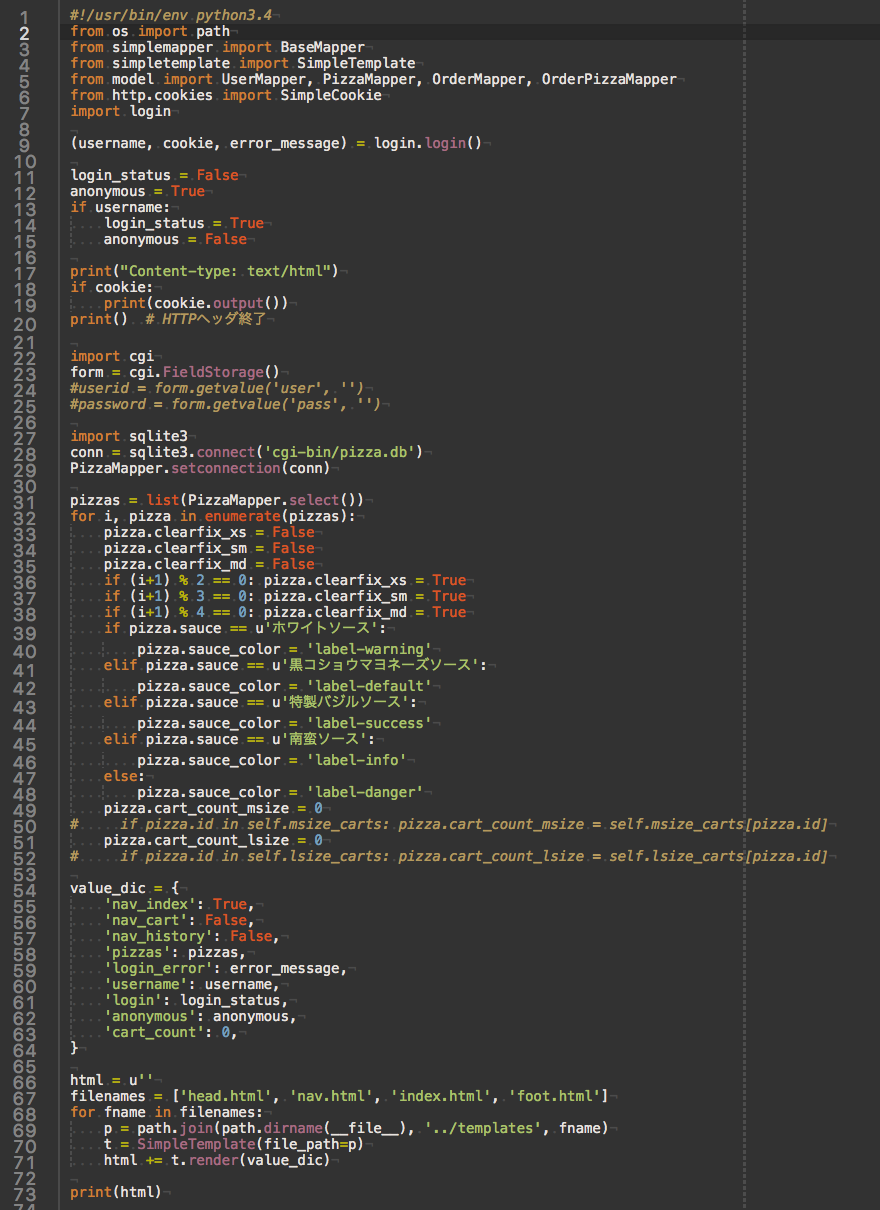 1 #!/usr/bin/env python3.4
2 from os import path
3 from simplemapper import BaseMapper
4 from simpletemplate import SimpleTemplate
5 from model import UserMapper, PizzaMapper, OrderMapper, OrderPizzaMapper
6 from http.cookies import SimpleCookie
7 import login
8
9 (username, cookie, error_message) = login.login()
10
11 login_status = False
12 anonymous = True
13 if username:
14     login_status = True
15     anonymous = False
16
17 print("Content-type: text/html")
18 if cookie:
19     print(cookie.output())
20 print()  # HTTPヘッダ終了
21
22 import cgi
23 form = cgi.FieldStorage()
24 #userid = form.getvalue('user', '')
25 #password = form.getvalue('pass', '')
26
27 import sqlite3
28 conn = sqlite3.connect('cgi-bin/pizza.db')
29 PizzaMapper.setconnection(conn)
30
31 pizzas = list(PizzaMapper.select())
32 for i, pizza in enumerate(pizzas):
33     pizza.clearfix_xs = False
34     pizza.clearfix_sm = False
35     pizza.clearfix_md = False
36     if (i+1) % 2 == 0: pizza.clearfix_xs = True
37     if (i+1) % 3 == 0: pizza.clearfix_sm = True
38     if (i+1) % 4 == 0: pizza.clearfix_md = True
39     if pizza.sauce == u'ホワイトソース':
40         pizza.sauce_color = 'label-warning'
41     elif pizza.sauce == u'黒コショウマヨネーズソース':
42         pizza.sauce_color = 'label-default'
43     elif pizza.sauce == u'特製バジルソース':
44         pizza.sauce_color = 'label-success'
45     elif pizza.sauce == u'南蛮ソース':
46         pizza.sauce_color = 'label-info'
47     else:
48         pizza.sauce_color = 'label-danger'
49     pizza.cart_count_msize = 0
50 #     if pizza.id in self.msize_carts: pizza.cart_count_msize = self.msize_carts[pizza.id]
51     pizza.cart_count_lsize = 0
52 #     if pizza.id in self.lsize_carts: pizza.cart_count_lsize = self.lsize_carts[pizza.id]
53
54 value_dic = {
55     'nav_index': True,
56     'nav_cart': False,
57     'nav_history': False,
58     'pizzas': pizzas,
59     'login_error': error_message,
60     'username': username,
61     'login': login_status,
62     'anonymous': anonymous,
63     'cart_count': 0,
64 }
65
66 html = u''
67 filenames = ['head.html', 'nav.html', 'index.html', 'foot.html']
68 for fname in filenames:
69     p = path.join(path.dirname(__file__), '../templates', fname)
70     t = SimpleTemplate(file_path=p)
71     html += t.render(value_dic)
72
73 print(html)
74